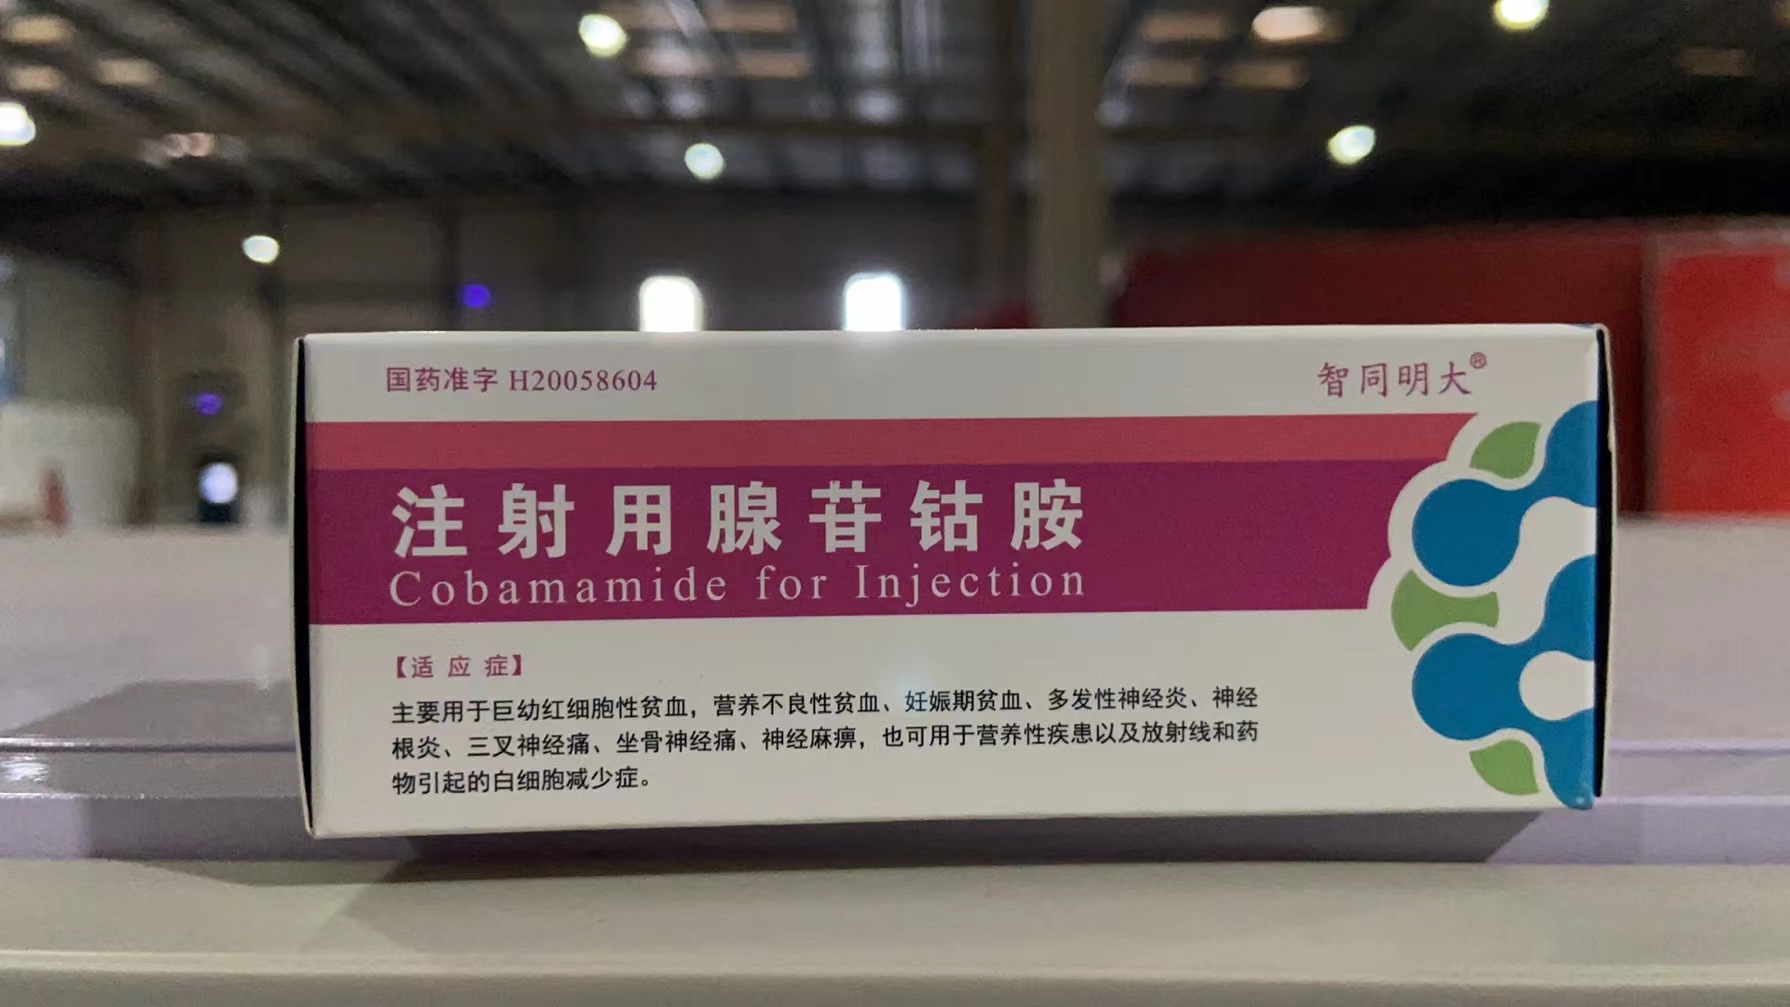 国药准字 H20058604
智同明大®
注射用腺苷钴胺
Cobamamide for Injection
【适应症】
主要用于巨幼红细胞性贫血，营养不良性贫血、妊娠期贫血、多发性神经炎、神经
根炎、三叉神经痛、坐骨神经痛、神经麻痹，也可用于营养性疾患以及放射线和药
物引起的白细胞减少症。